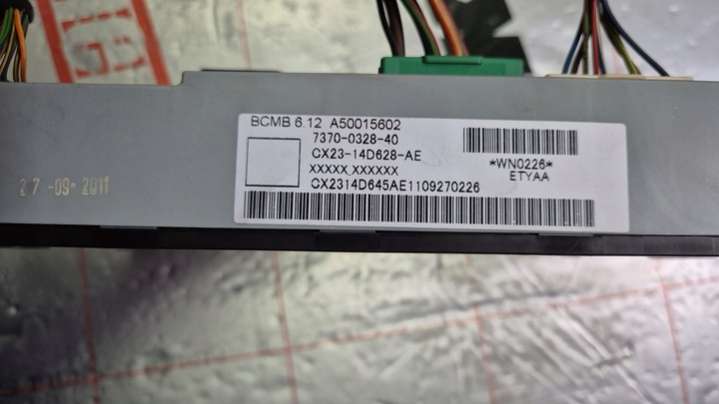 BCMB 6.12 A50015602
7370-0328-40
CX23-14D628-AE
XXXXX XXXXXX
CX2314D645AE1109270226
*WN0226*
ETYAA
27-09-2011